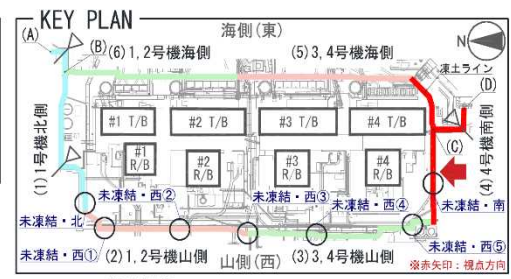 KEY PLAN
海側(東)
(A)
(B)
(6)1,2号機海側
(5)3,4号機海側
N
凍土ライン
(D)
#1 T/B
#2 T/B
#3 T/B
#4 T/B
(C)
(1)1号機北側
(4)4号機南側
#1
R/B
#2
R/B
#3
R/B
#4
R/B
未凍結・西②
未凍結・西③
未凍結・西④
未凍結・南
未凍結・北
未凍結・西①
(2)1,2号機山側
山側(西)
(3)3,4号機山側
未凍結・西⑤
※赤矢印:視点方向